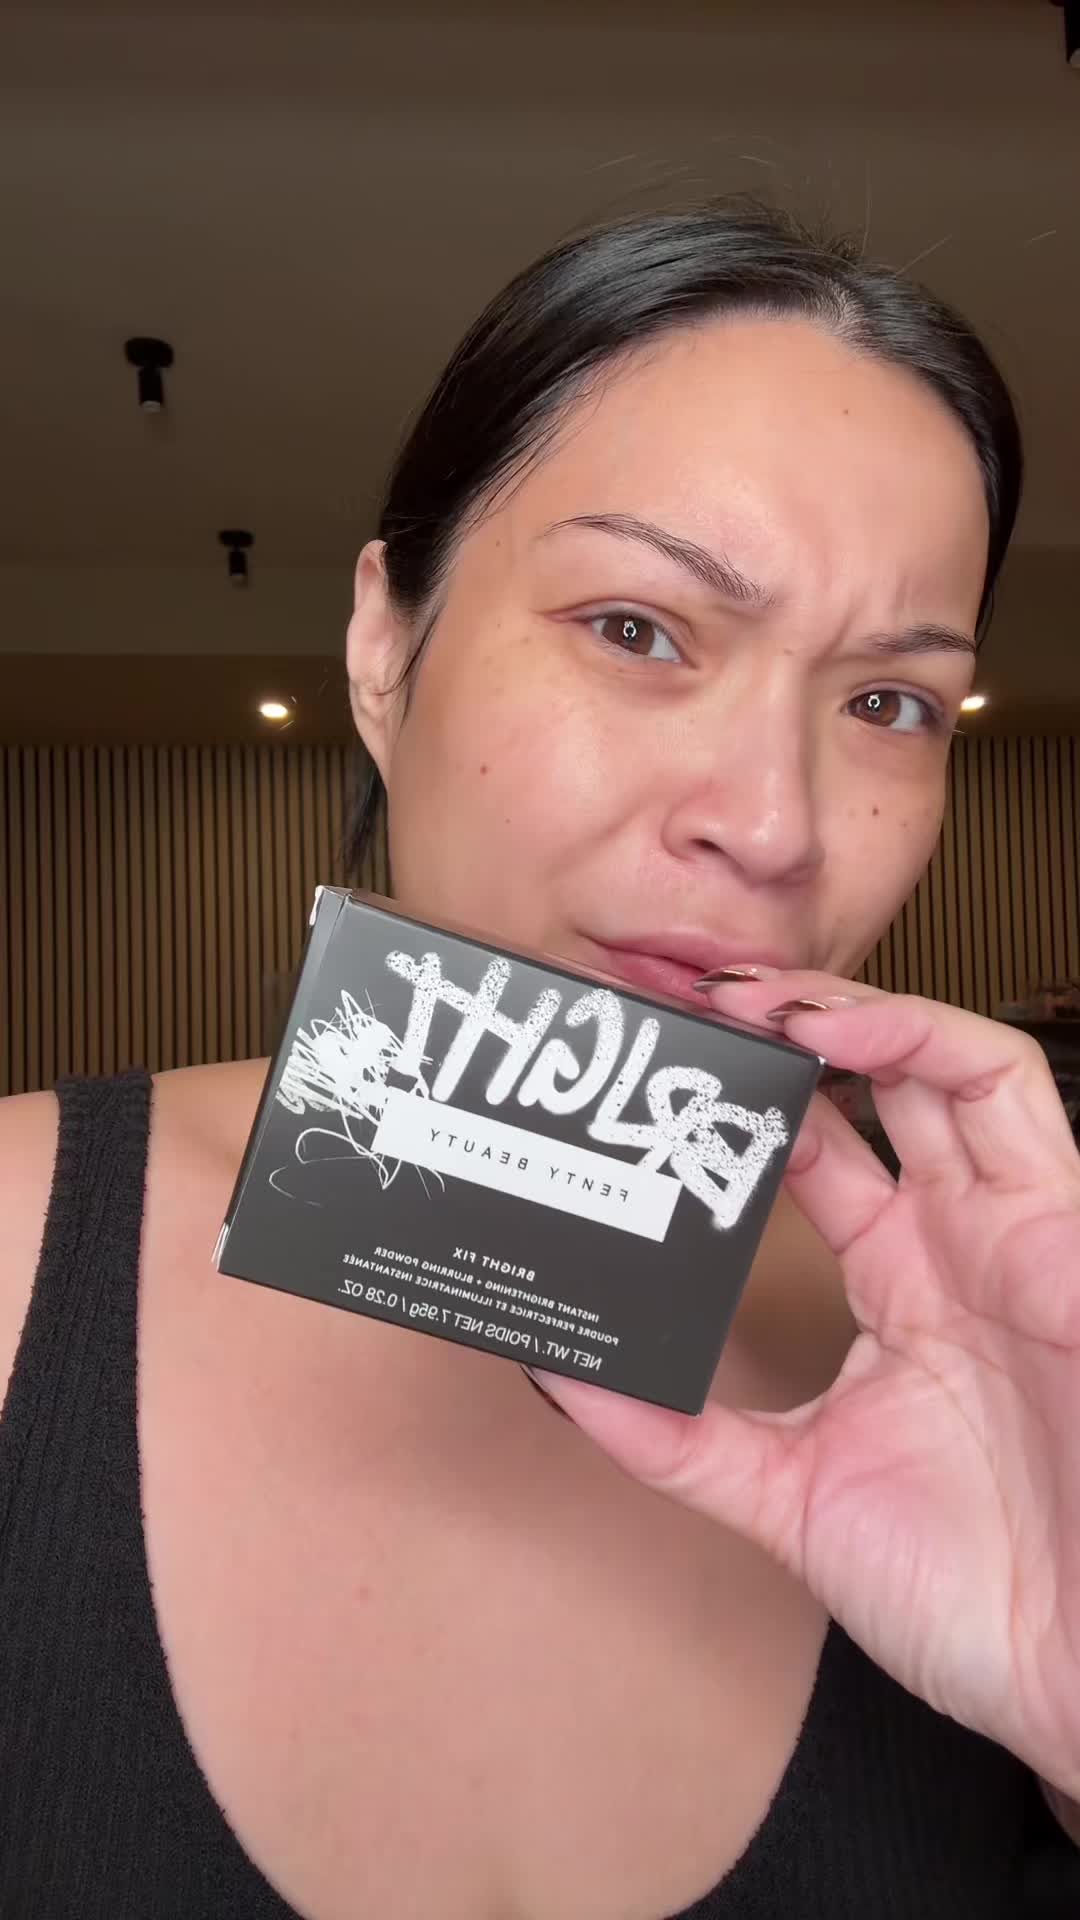 BRIGHT
FENTY BEAUTY
BRIGHT FIX
INSTANT BRIGHTENING + BLURRING POWDER
POUDRE PERFECTRICE ET ILLUMINATRICE INSTANTANÉE
NET WT. / POIDS NET 7.95g / 0.28 OZ.